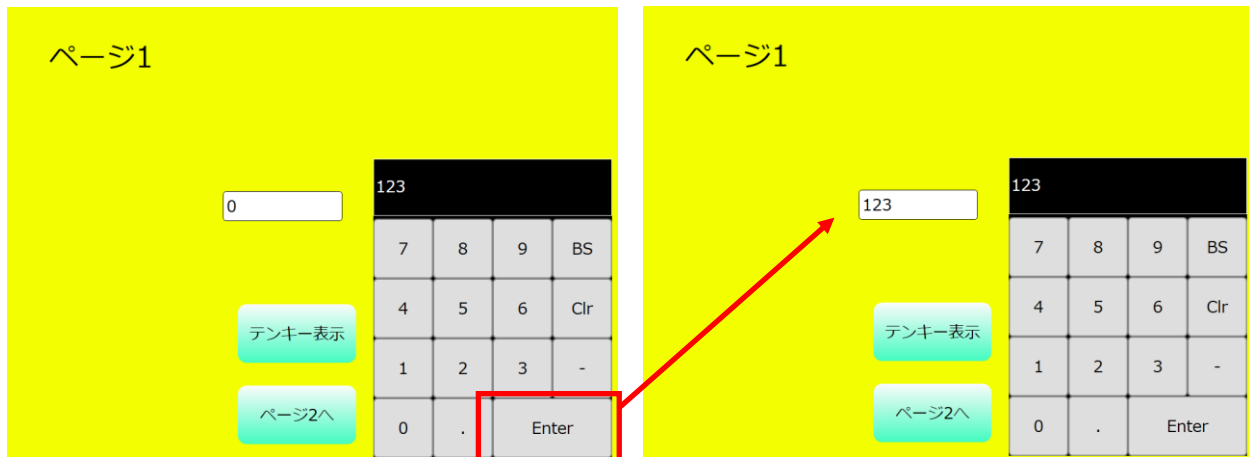 ページ1
123
0
7 8 9 BS
4 5 6 Clr
テンキー表示
1 2 3 -
ページ2へ
0 . Enter
ページ1
123
123
7 8 9 BS
4 5 6 Clr
テンキー表示
1 2 3 -
ページ2へ
0 . Enter